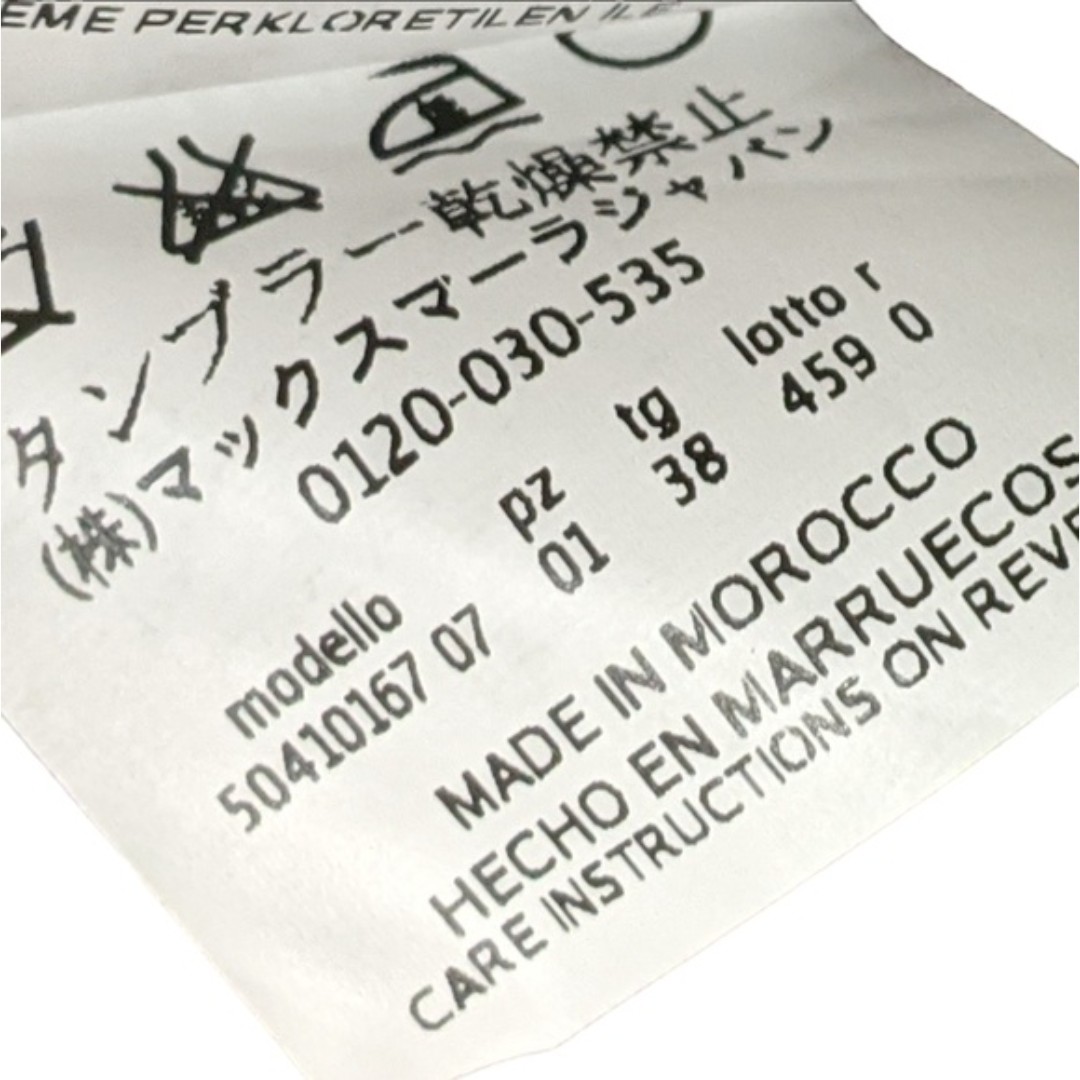 EME PERKLORETILEN ILE
タンブラー乾燥禁止
(株)マックスマーラジャパン
0120-030-535
modello pz tg lotto r
50410167 07 01 38 459 0
MADE IN MOROCCO
HECHO EN MARRUECOS
CARE INSTRUCTIONS ON